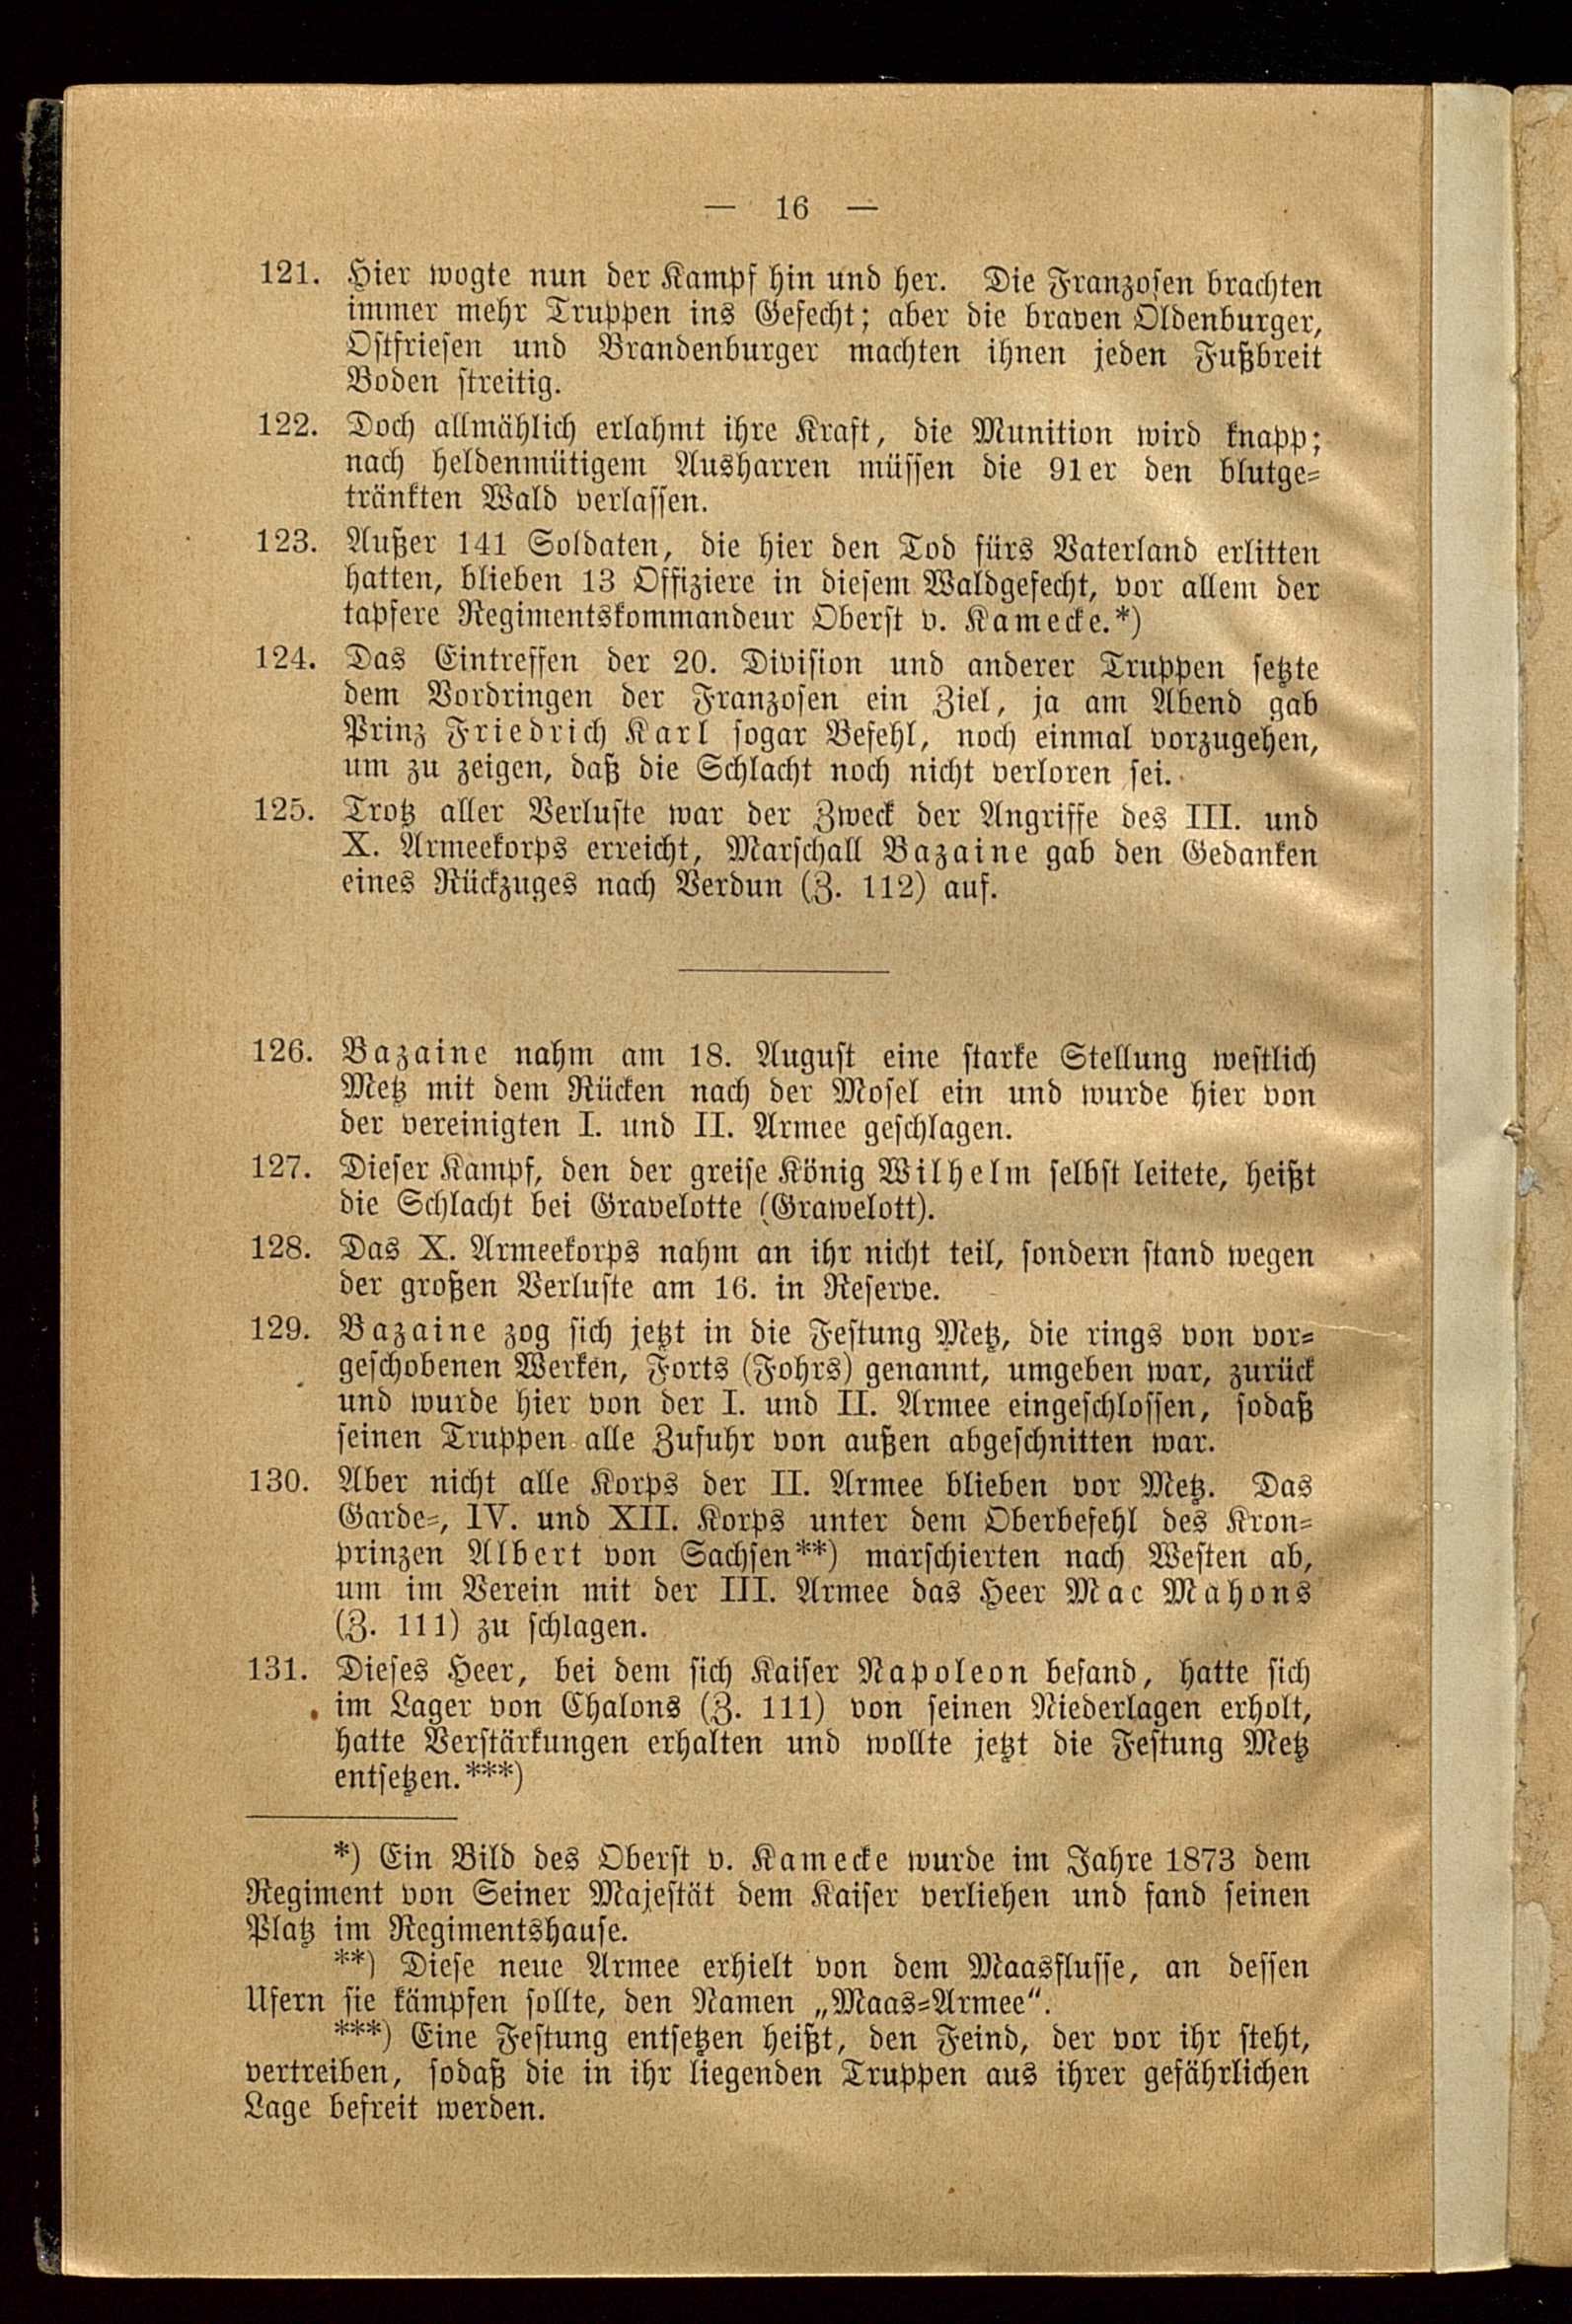 — 16 —
121. Hier wogte nun der Kampf hin und her. Die Franzosen brachten
immer mehr Truppen ins Gefecht; aber die braven Oldenburger,
Ostfriesen und Brandenburger machten ihnen jeden Fußbreit
Boden streitig.
122. Doch allmählich erlahmt ihre Kraft, die Munition wird knapp;
nach heldenmütigem Ausharren müssen die 91er den blutge-
tränkten Wald verlassen.
123. Außer 141 Soldaten, die hier den Tod fürs Vaterland erlitten
hatten, blieben 13 Offiziere in diesem Waldgefecht, vor allem der
tapfere Regimentskommandeur Oberst v. Kamecke.*)
124. Das Eintreffen der 20. Division und anderer Truppen setzte
dem Vordringen der Franzosen ein Ziel, ja am Abend gab
Prinz Friedrich Karl sogar Befehl, noch einmal vorzugehen,
um zu zeigen, daß die Schlacht noch nicht verloren sei.
125. Trotz aller Verluste war der Zweck der Angriffe des III. und
X. Armeekorps erreicht, Marschall Bazaine gab den Gedanken
eines Rückzuges nach Verdun (Z. 112) auf.
126. Bazaine nahm am 18. August eine starke Stellung westlich
Metz mit dem Rücken nach der Mosel ein und wurde hier von
der vereinigten I. und II. Armee geschlagen.
127. Dieser Kampf, den der greise König Wilhelm selbst leitete, heißt
die Schlacht bei Gravelotte (Grawelott).
128. Das X. Armeekorps nahm an ihr nicht teil, sondern stand wegen
der großen Verluste am 16. in Reserve.
129. Bazaine zog sich jetzt in die Festung Metz, die rings von vor-
geschobenen Werken, Forts (Fohrs) genannt, umgeben war, zurück
und wurde hier von der I. und II. Armee eingeschlossen, sodaß
seinen Truppen alle Zufuhr von außen abgeschnitten war.
130. Aber nicht alle Korps der II. Armee blieben vor Metz. Das
Garde-, IV. und XII. Korps unter dem Oberbefehl des Kron-
prinzen Albert von Sachsen**) marschierten nach Westen ab,
um im Verein mit der III. Armee das Heer Mac Mahons
(Z. 111) zu schlagen.
131. Dieses Heer, bei dem sich Kaiser Napoleon befand, hatte sich
im Lager von Chalons (Z. 111) von seinen Niederlagen erholt,
hatte Verstärkungen erhalten und wollte jetzt die Festung Metz
entsetzen.***)
*) Ein Bild des Oberst v. Kamecke wurde im Jahre 1873 dem
Regiment von Seiner Majestät dem Kaiser verliehen und fand seinen
Platz im Regimentshause.
**) Diese neue Armee erhielt von dem Maasflusse, an dessen
Ufern sie kämpfen sollte, den Namen „Maas-Armee“.
***) Eine Festung entsetzen heißt, den Feind, der vor ihr steht,
vertreiben, sodaß die in ihr liegenden Truppen aus ihrer gefährlichen
Lage befreit werden.